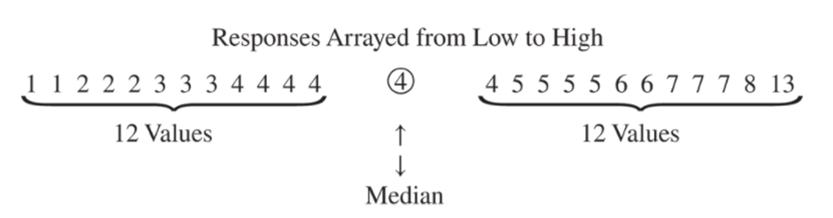 Responses Arrayed from Low to High
1 1 2 2 2 3 3 3 4 4 4 4 ④ 4 5 5 5 5 6 6 7 7 7 8 13
12 Values 12 Values
Median